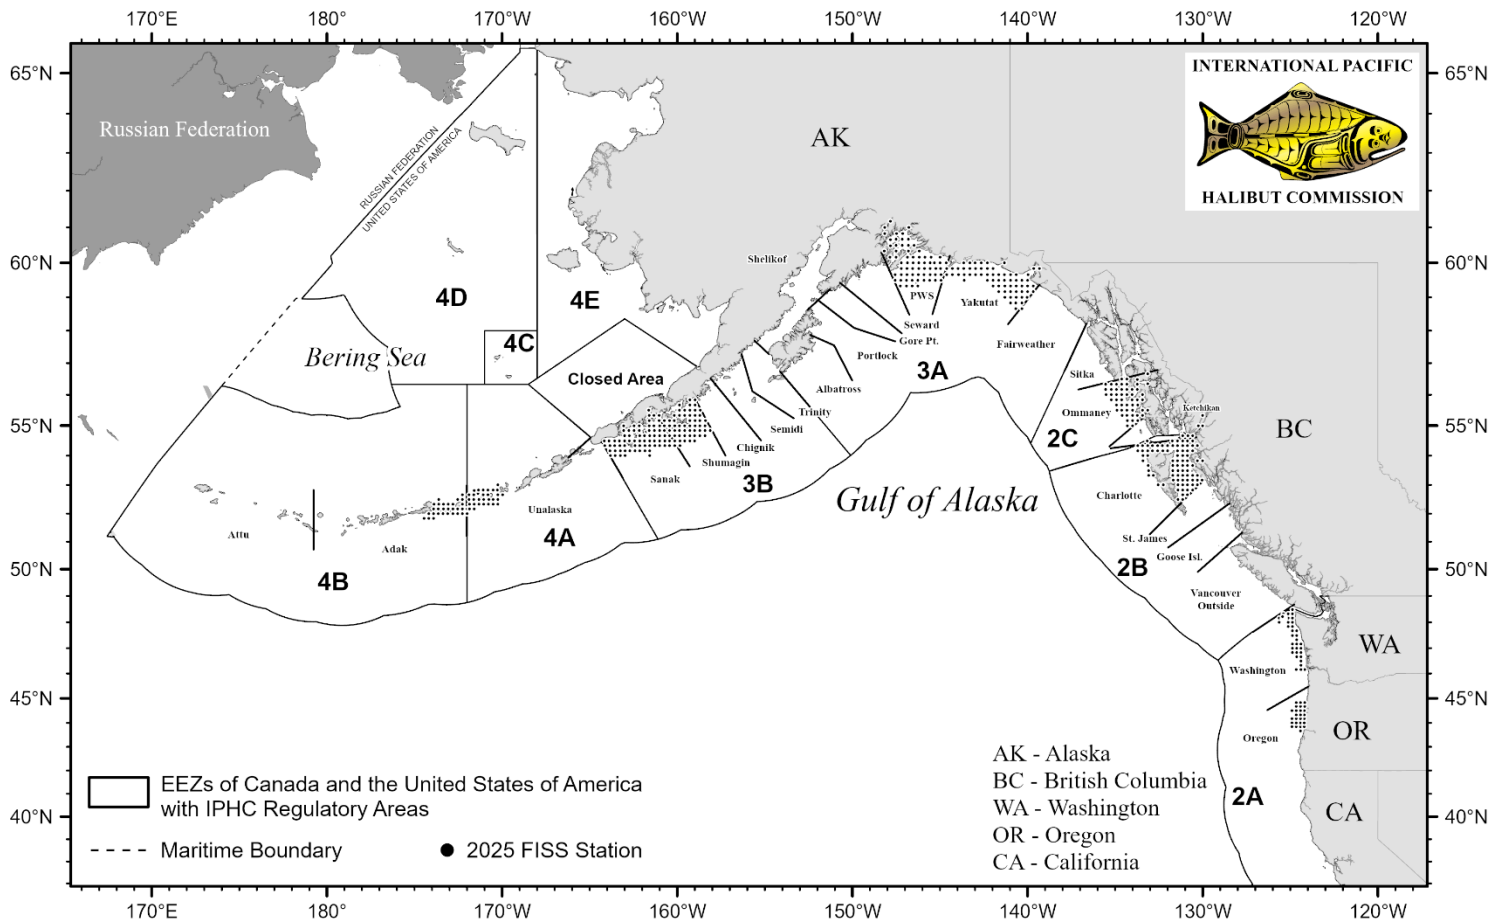 170°E 180° 170°W 160°W 150°W 140°W 130°W 120°W
65°N
65°N
INTERNATIONAL PACIFIC
HALIBUT COMMISSION
Russian Federation
RUSSIAN FEDERATION
UNITED STATES OF AMERICA
AK
60°N
60°N
Shelikof
4D
4E
PWS
Yakutat
Seward
Gore Pt.
Fairweather
4C
Bering Sea
Portlock
3A
Closed Area
Albatross
Sitka
Trinity
Ommaney
Ketchikan
55°N
55°N
Semidi
2C
BC
Chignik
Shumagin
Sanak
3B
Gulf of Alaska
Charlotte
Unalaska
Attu
Adak
4A
St. James
Goose Isl.
4B
2B
50°N
50°N
Vancouver
Outside
WA
Washington
45°N
45°N
OR
Oregon
2A
CA
40°N
40°N
EEZs of Canada and the United States of America
with IPHC Regulatory Areas
Maritime Boundary
2025 FISS Station
AK - Alaska
BC - British Columbia
WA - Washington
OR - Oregon
CA - California
170°E 180° 170°W 160°W 150°W 140°W 130°W 120°W